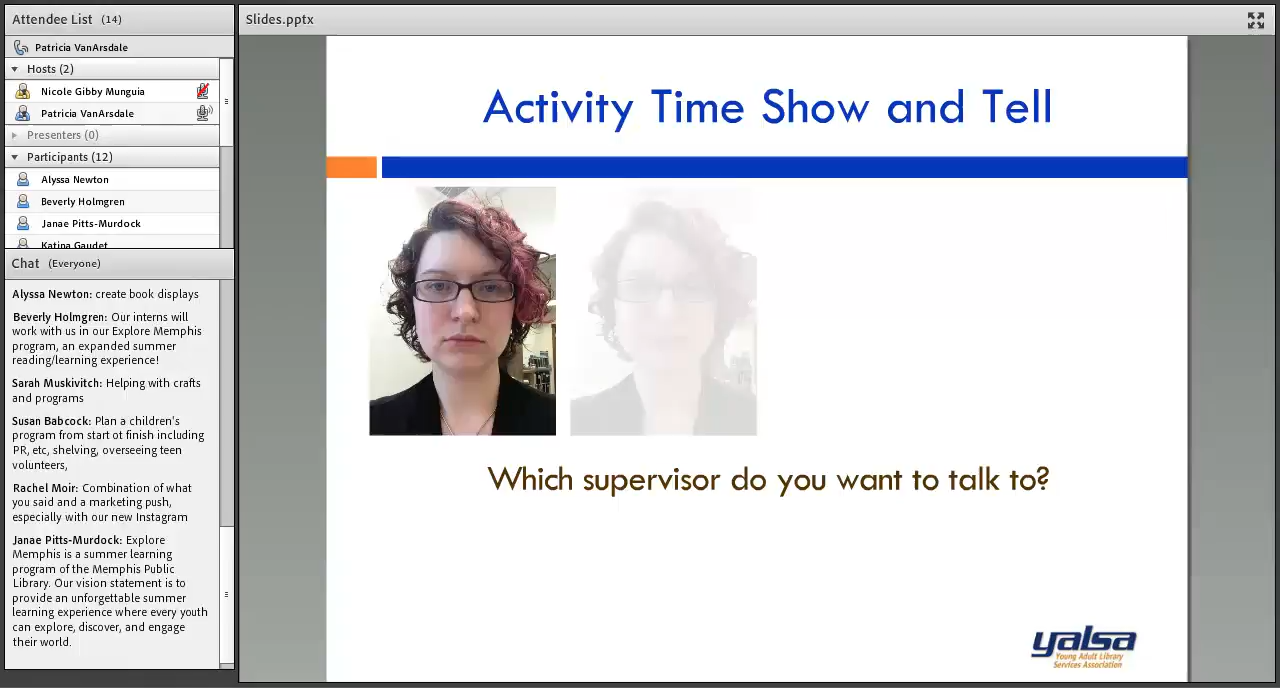 Attendee List (14)
Patricia VanArsdale
Hosts (2)
Nicole Gibby Munguia
Patricia VanArsdale
Presenters (0)
Participants (12)
Alyssa Newton
Beverly Holmgren
Janae Pitts-Murdock
Katina Gaudet
Chat (Everyone)
Alyssa Newton: create book displays
Beverly Holmgren: Our interns will
work with us in our Explore Memphis
program, an expanded summer
reading/learning experience!
Sarah Muskivitch: Helping with crafts
and programs
Susan Babcock: Plan a children's
program from start ot finish including
PR, etc, shelving, overseeing teen
volunteers,
Rachel Moir: Combination of what
you said and a marketing push,
especially with our new Instagram
Janae Pitts-Murdock: Explore
Memphis is a summer learning
program of the Memphis Public
Library. Our vision statement is to
provide an unforgettable summer
learning experience where every youth
can explore, discover, and engage
their world.
Slides.pptx
Activity Time Show and Tell
Which supervisor do you want to talk to?
yalsa
Young Adult Library
Services Association